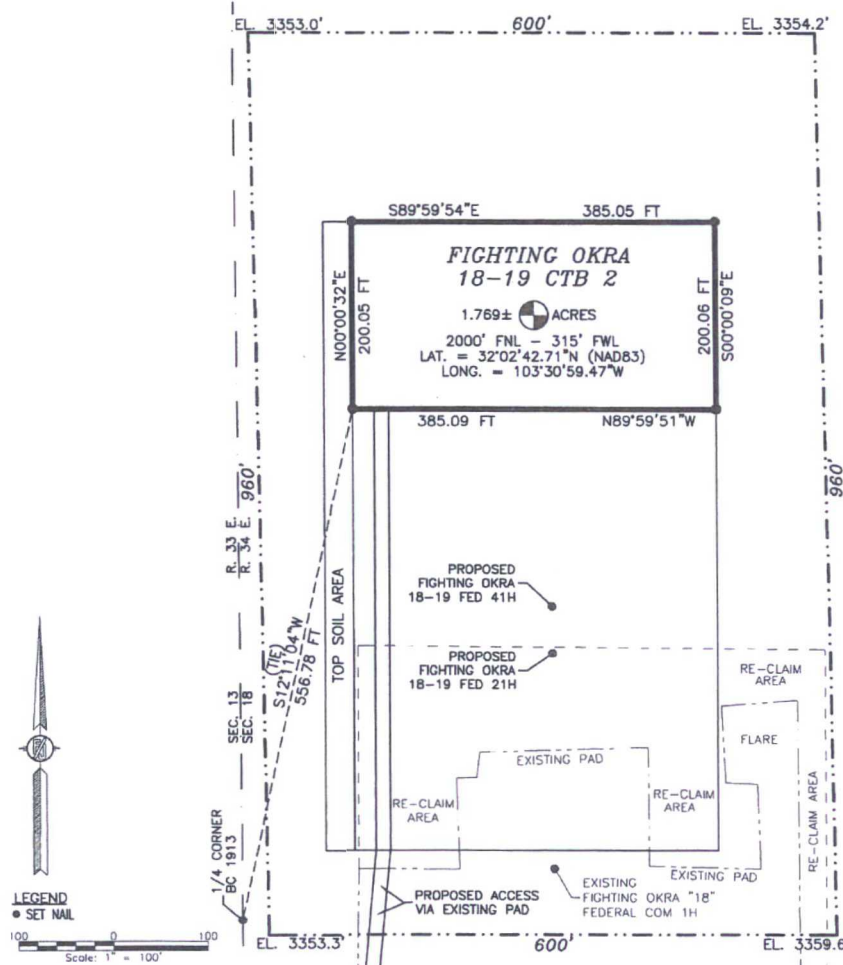 EL. 3353.0' 600' EL. 3354.2'
S89°59'54"E 385.05 FT
FIGHTING OKRA
18-19 CTB 2
1.769± ACRES
2000' FNL - 315' FWL
LAT. = 32°02'42.71"N (NAD83)
LONG. = 103°30'59.47"W
N00°00'32"E
200.05 FT
200.06 FT
S00°00'09"E
385.09 FT N89°59'51"W
960'
960'
R. 33 E.
R. 34 E.
SEC. 13
SEC. 18
(TIE)
S12°11'04"W
556.78 FT
TOP SOIL AREA
PROPOSED
FIGHTING OKRA
18-19 FED 41H
PROPOSED
FIGHTING OKRA
18-19 FED 21H
RE-CLAIM
AREA
FLARE
EXISTING PAD
RE-CLAIM
AREA
RE-CLAIM
AREA
RE-CLAIM AREA
EXISTING PAD
1/4 CORNER
BC 1913
PROPOSED ACCESS
VIA EXISTING PAD
EXISTING
FIGHTING OKRA "18"
FEDERAL COM 1H
LEGEND
● SET NAIL
100 0 100
Scale: 1" = 100'
EL. 3353.3' 600' EL. 3359.6